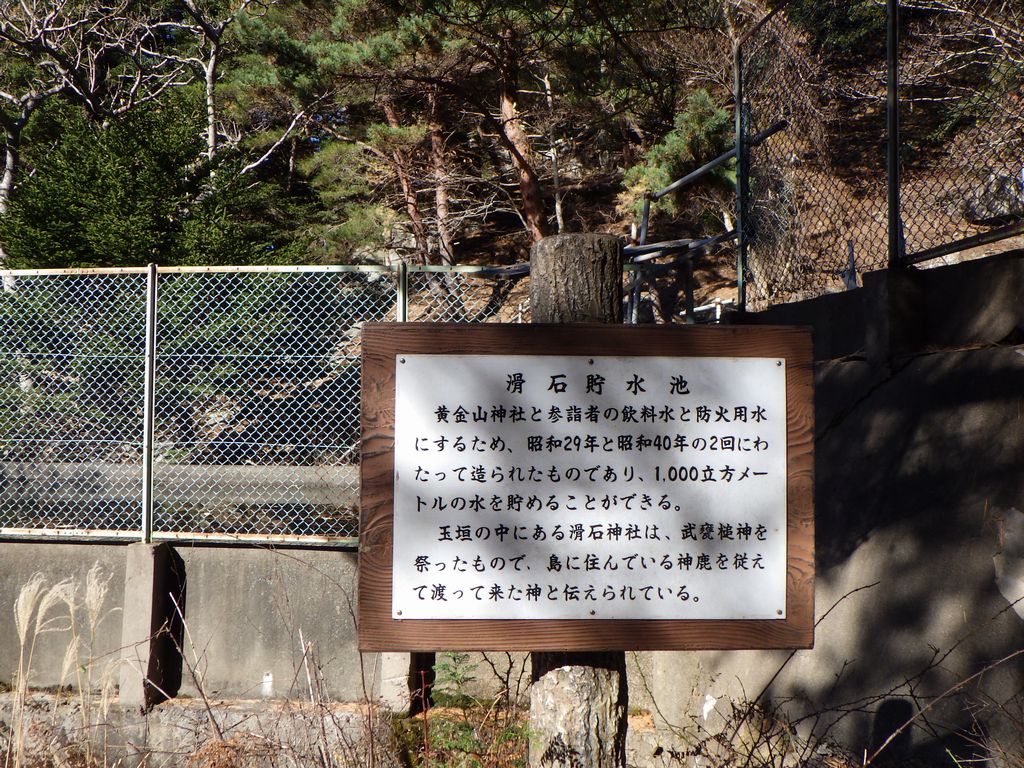 滑石貯水池
黄金山神社と参詣者の飲料水と防火用水
にするため、昭和29年と昭和40年の2回にわ
たって造られたものであり、1,000立方メー
トルの水を貯めることができる。
玉垣の中にある滑石神社は、武甕槌神を
祭ったもので、島に住んでいる神鹿を従え
て渡って来た神と伝えられている。